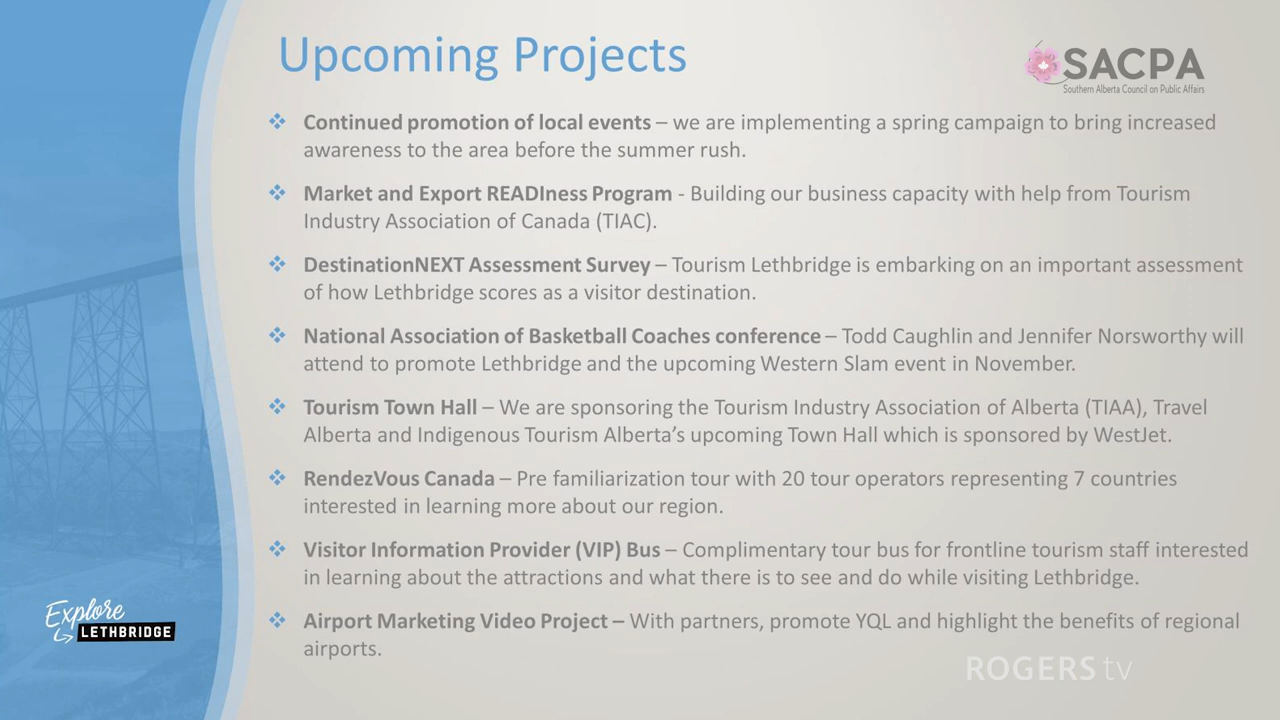 Upcoming Projects
SACPA
Southern Alberta Council on Public Affairs
❖ Continued promotion of local events – we are implementing a spring campaign to bring increased
awareness to the area before the summer rush.
❖ Market and Export READIness Program - Building our business capacity with help from Tourism
Industry Association of Canada (TIAC).
❖ DestinationNEXT Assessment Survey – Tourism Lethbridge is embarking on an important assessment
of how Lethbridge scores as a visitor destination.
❖ National Association of Basketball Coaches conference – Todd Caughlin and Jennifer Norsworthy will
attend to promote Lethbridge and the upcoming Western Slam event in November.
❖ Tourism Town Hall – We are sponsoring the Tourism Industry Association of Alberta (TIAA), Travel
Alberta and Indigenous Tourism Alberta’s upcoming Town Hall which is sponsored by WestJet.
❖ RendezVous Canada – Pre familiarization tour with 20 tour operators representing 7 countries
interested in learning more about our region.
❖ Visitor Information Provider (VIP) Bus – Complimentary tour bus for frontline tourism staff interested
in learning about the attractions and what there is to see and do while visiting Lethbridge.
❖ Airport Marketing Video Project – With partners, promote YQL and highlight the benefits of regional
airports.
Explore
LETHBRIDGE
ROGERS tv